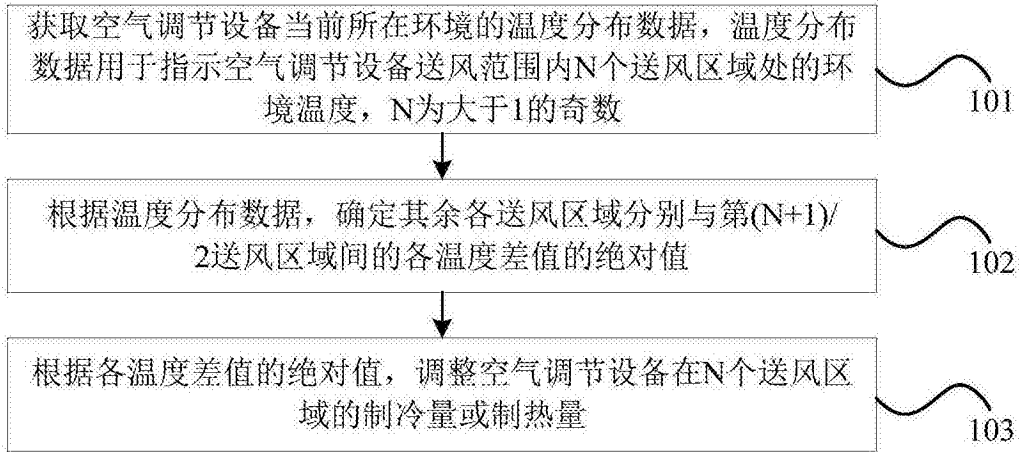 获取空气调节设备当前所在环境的温度分布数据，温度分布
数据用于指示空气调节设备送风范围内N个送风区域处的环
境温度，N为大于1的奇数
101
根据温度分布数据，确定其余各送风区域分别与第(N+1)/
2送风区域间的各温度差值的绝对值
102
根据各温度差值的绝对值，调整空气调节设备在N个送风区
域的制冷量或制热量
103